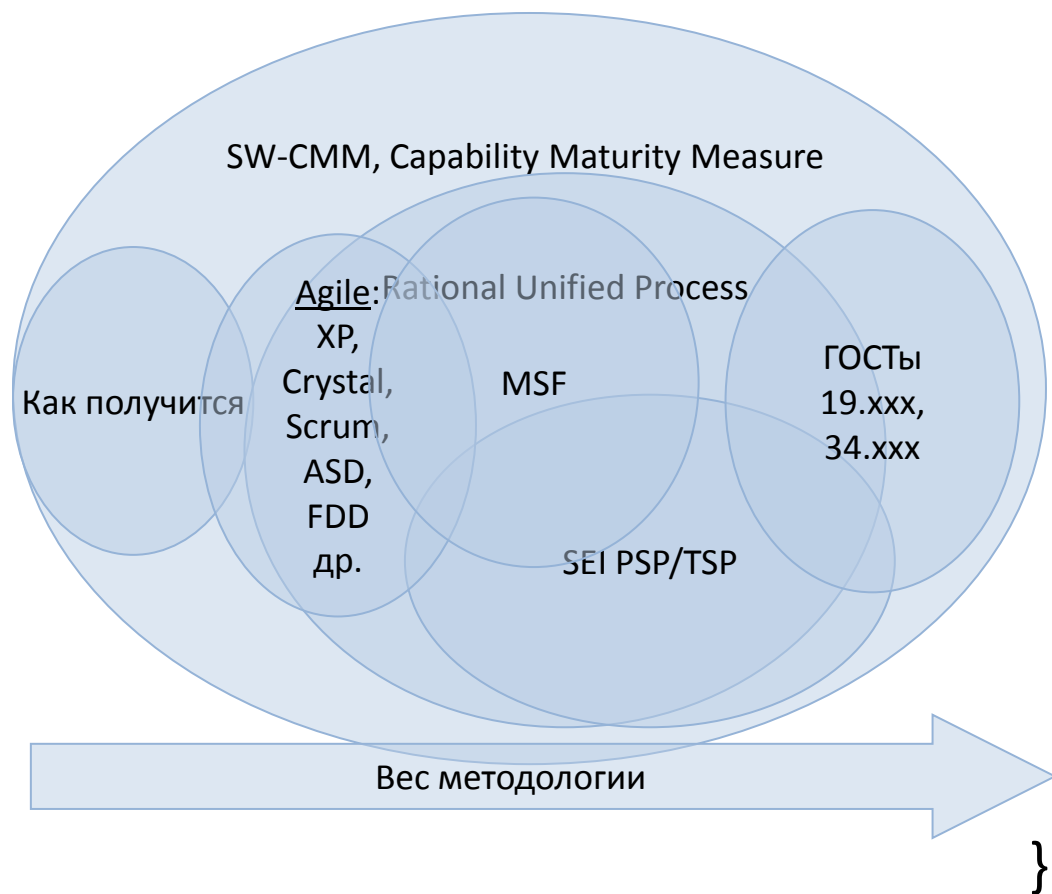 SW-CMM, Capability Maturity Measure
Как получится
Agile:
XP,
Crystal,
Scrum,
ASD,
FDD
др.
Rational Unified Process
MSF
SEI PSP/TSP
ГОСТы
19.xxx,
34.xxx
Вес методологии
}